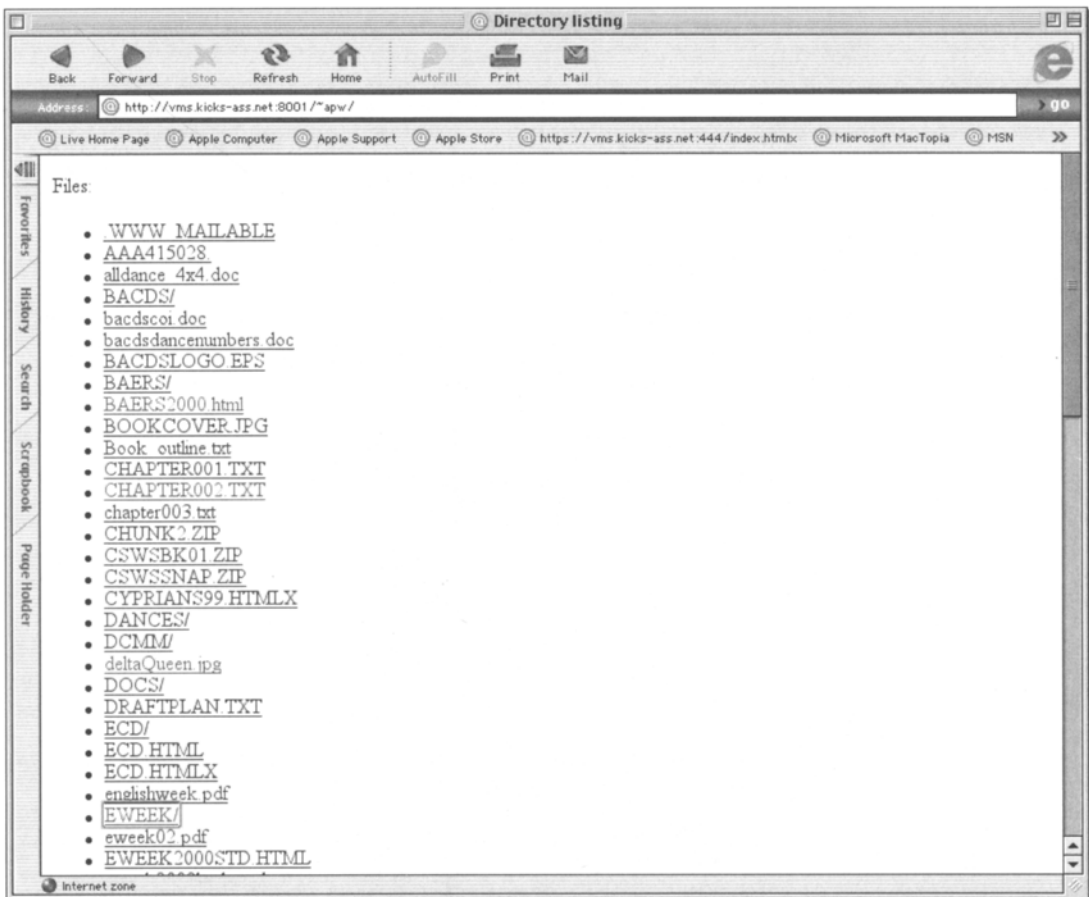 Directory listing
Back Forward Stop Refresh Home AutoFill Print Mail
Address: http://vms.kicks-ass.net:8001/~apw/ go
Live Home Page Apple Computer Apple Support Apple Store https://vms.kicks-ass.net:444/index.htmlx Microsoft MacTopia MSN »
Favorites
History
Search
Scrapbook
Page Holder
Files:
.WWW_MAILABLE
AAA415028.
alldance_4x4.doc
BACDS/
bacdscoi.doc
bacdsdancenumbers.doc
BACDSLOGO.EPS
BAERS/
BAERS2000.html
BOOKCOVER.JPG
Book_outline.txt
CHAPTER001.TXT
CHAPTER002.TXT
chapter003.txt
CHUNK2.ZIP
CSWSBK01.ZIP
CSWSSNAP.ZIP
CYPRIANS99.HTMLX
DANCES/
DCMM/
deltaQueen.jpg
DOCS/
DRAFTPLAN.TXT
ECD/
ECD.HTML
ECD.HTMLX
englishweek.pdf
EWEEK/
eweek02.pdf
EWEEK2000STD.HTML
Internet zone